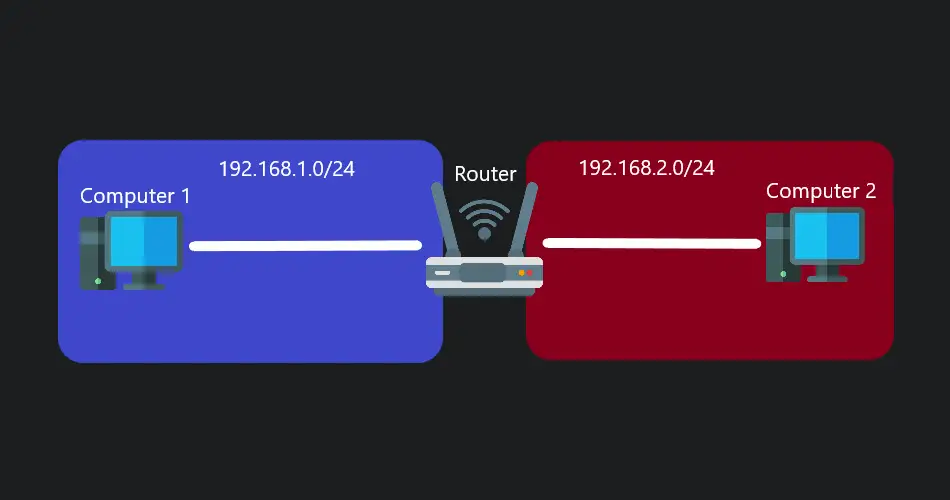 192.168.1.0/24
Computer 1
Router
192.168.2.0/24
Computer 2